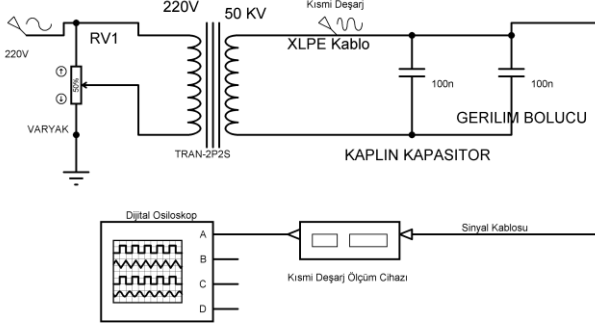 220V
50 KV
Kısmi Deşarj
RV1
XLPE Kablo
220V
50%
100n
100n
GERILIM BOLUCU
VARYAK
TRAN-2P2S
KAPLIN KAPASITOR
Dijital Osiloskop
A
B
C
D
Sinyal Kablosu
Kısmi Deşarj Ölçüm Cihazı